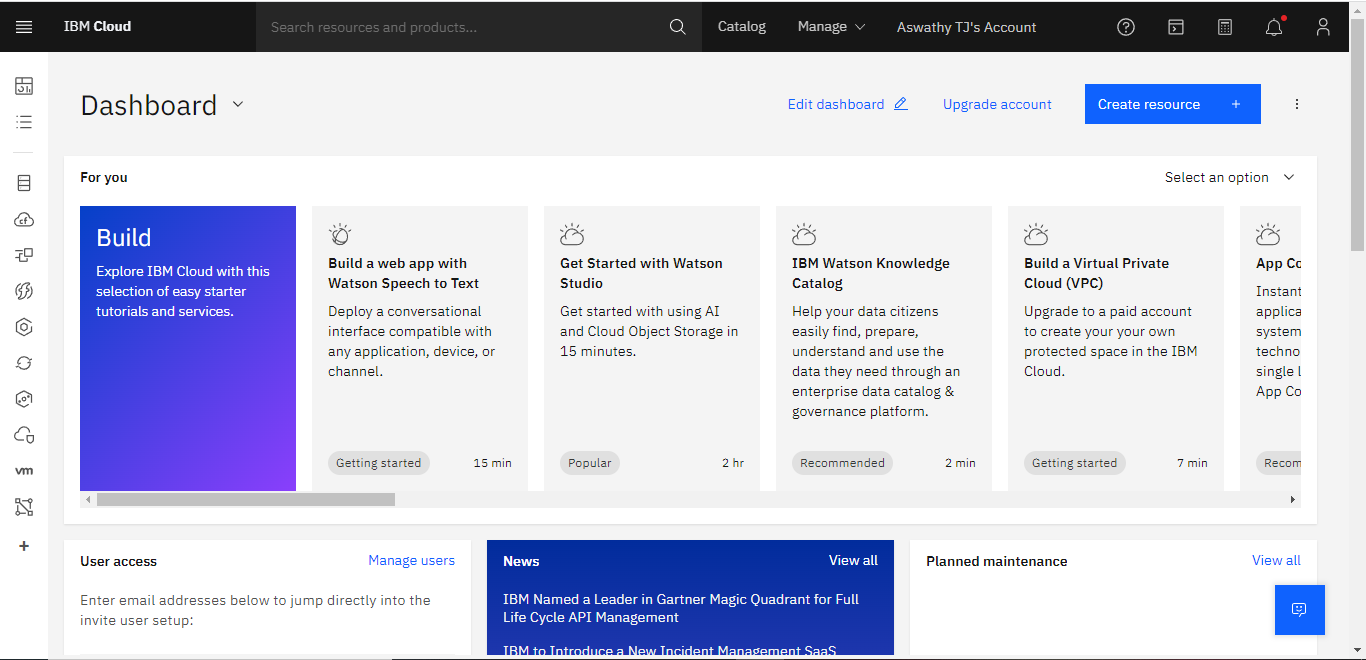 IBM Cloud
Search resources and products...
Catalog
Manage
Aswathy TJ's Account
Dashboard
Edit dashboard
Upgrade account
Create resource +
For you
Select an option
Build
Explore IBM Cloud with this
selection of easy starter
tutorials and services.
Build a web app with
Watson Speech to Text
Deploy a conversational
interface compatible with
any application, device, or
channel.
Getting started
15 min
Get Started with Watson
Studio
Get started with using AI
and Cloud Object Storage in
15 minutes.
Popular
2 hr
IBM Watson Knowledge
Catalog
Help your data citizens
easily find, prepare,
understand and use the
data they need through an
enterprise data catalog &
governance platform.
Recommended
2 min
Build a Virtual Private
Cloud (VPC)
Upgrade to a paid account
to create your your own
protected space in the IBM
Cloud.
Getting started
7 min
App Co
Instant
applica
system
techno
single l
App Co
Recom
cf
vm
User access
Manage users
Enter email addresses below to jump directly into the
invite user setup:
News
View all
IBM Named a Leader in Gartner Magic Quadrant for Full
Life Cycle API Management
IBM to Introduce a New Incident Management SaaS
Planned maintenance
View all